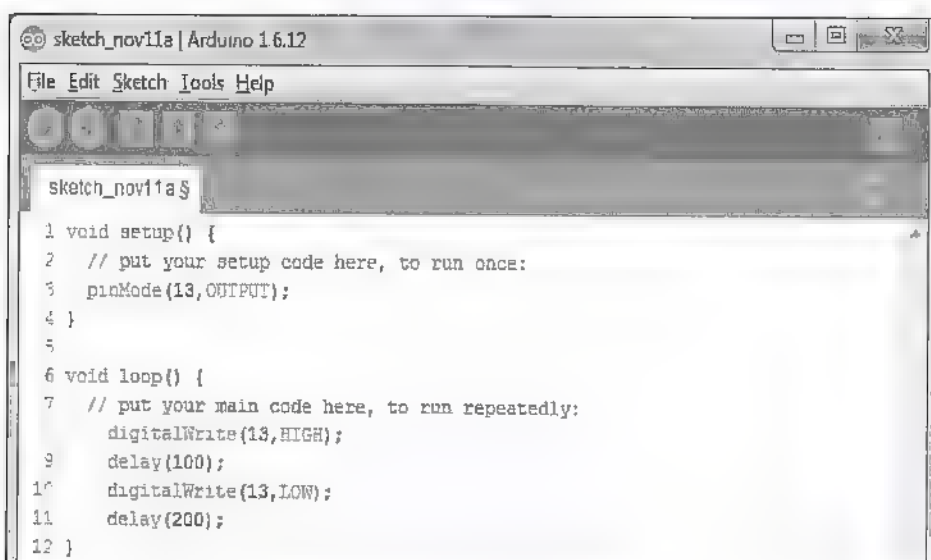 sketch_nov11a | Arduino 1.6.12
File Edit Sketch Tools Help
sketch_nov11a §
1 void setup() {
2 // put your setup code here, to run once:
3 pinMode(13,OUTPUT);
4 }
5
6 void loop() {
7 // put your main code here, to run repeatedly:
digitalWrite(13,HIGH);
9 delay(100);
10 digitalWrite(13,LOW);
11 delay(200);
12 }